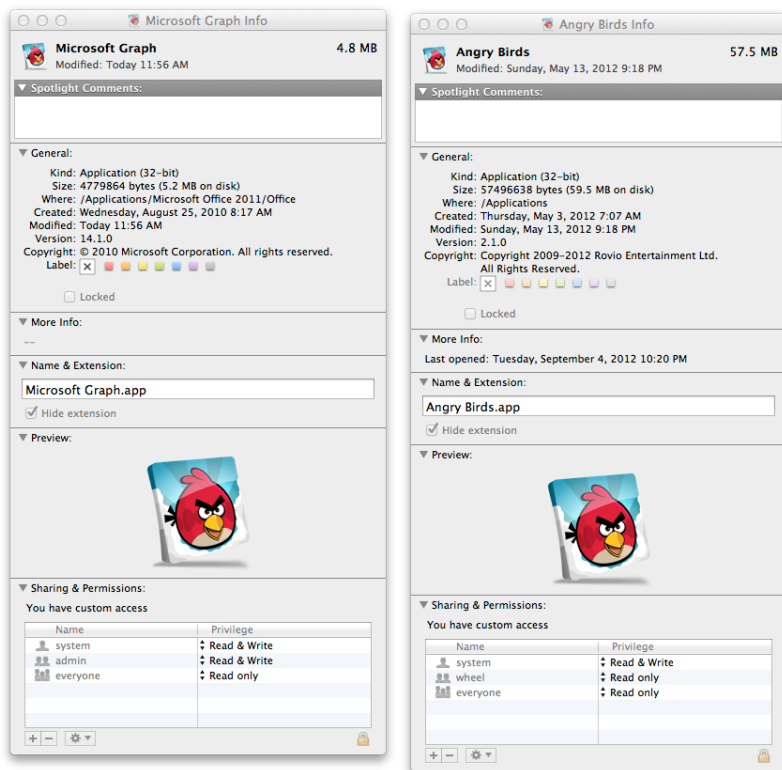 Microsoft Graph Info
Microsoft Graph 4.8 MB
Modified: Today 11:56 AM
Spotlight Comments:
General:
Kind: Application (32-bit)
Size: 4779864 bytes (5.2 MB on disk)
Where: /Applications/Microsoft Office 2011/Office
Created: Wednesday, August 25, 2010 8:17 AM
Modified: Today 11:56 AM
Version: 14.1.0
Copyright: © 2010 Microsoft Corporation. All rights reserved.
Label:
Locked
More Info:
--
Name & Extension:
Microsoft Graph.app
Hide extension
Preview:
Sharing & Permissions:
You have custom access
Name Privilege
system Read & Write
admin Read & Write
everyone Read only
Angry Birds Info
Angry Birds 57.5 MB
Modified: Sunday, May 13, 2012 9:18 PM
Spotlight Comments:
General:
Kind: Application (32-bit)
Size: 57496638 bytes (59.5 MB on disk)
Where: /Applications
Created: Thursday, May 3, 2012 7:07 AM
Modified: Sunday, May 13, 2012 9:18 PM
Version: 2.1.0
Copyright: Copyright 2009-2012 Rovio Entertainment Ltd.
All Rights Reserved.
Label:
Locked
More Info:
Last opened: Tuesday, September 4, 2012 10:20 PM
Name & Extension:
Angry Birds.app
Hide extension
Preview:
Sharing & Permissions:
You have custom access
Name Privilege
system Read & Write
wheel Read only
everyone Read only